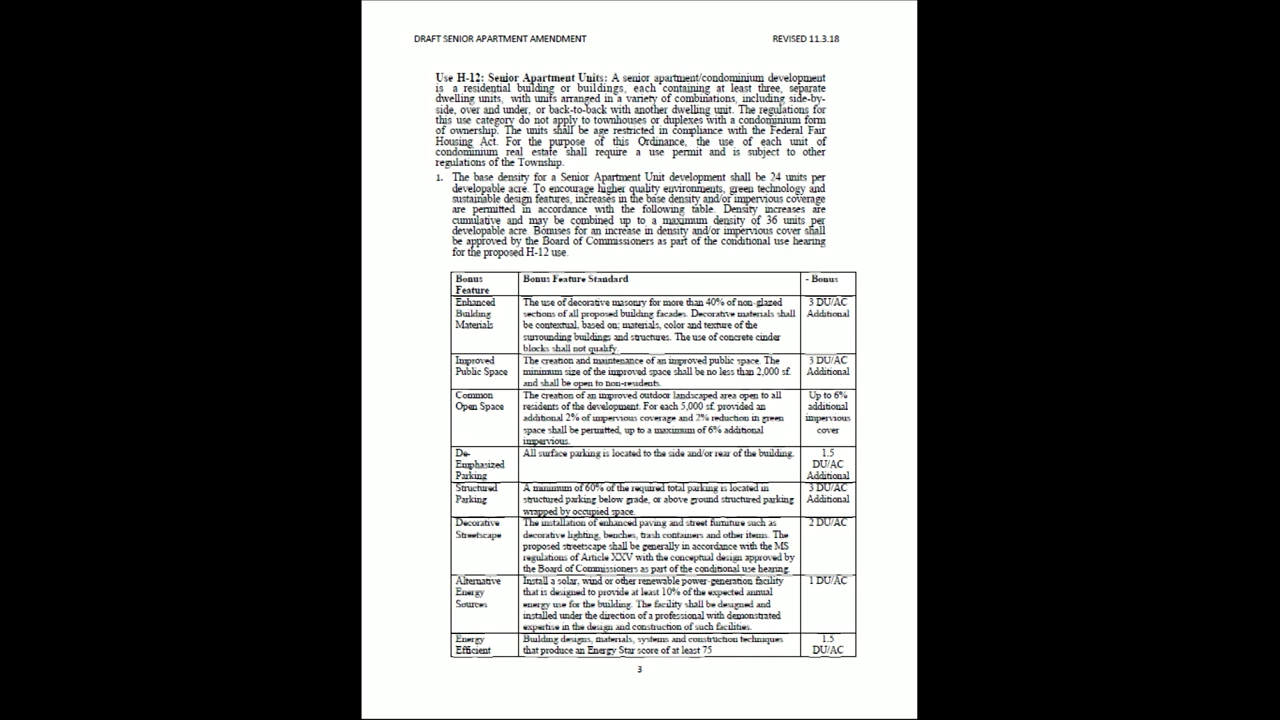 DRAFT SENIOR APARTMENT AMENDMENT
REVISED 11.3.18
Use H-12: Senior Apartment Units: A senior apartment/condominium development
is a residential building or buildings, each containing at least three, separate
dwelling units, with units arranged in a variety of combinations, including side-by-
side, over and under, or back-to-back with another dwelling unit. The regulations for
this use category do not apply to townhouses or duplexes with a condominium form
of ownership. The units shall be age restricted in compliance with the Federal Fair
Housing Act. For the purpose of this Ordinance, the use of each unit of
condominium real estate shall require a use permit and is subject to other
regulations of the Township.
1. The base density for a Senior Apartment Unit development shall be 24 units per
developable acre. To encourage higher quality environments, green technology and
sustainable design features, increases in the base density and/or impervious coverage
are permitted in accordance with the following table. Density increases are
cumulative and may be combined up to a maximum density of 36 units per
developable acre. Bonuses for an increase in density and/or impervious cover shall
be approved by the Board of Commissioners as part of the conditional use hearing
for the proposed H-12 use.
Bonus
Feature
Bonus Feature Standard
- Bonus
Enhanced
Building
Materials
The use of decorative masonry for more than 40% of non-glazed
sections of all proposed building facades. Decorative materials shall
be contextual, based on; materials, color and texture of the
surrounding buildings and structures. The use of concrete cinder
blocks shall not qualify.
3 DU/AC
Additional
Improved
Public Space
The creation and maintenance of an improved public space. The
minimum size of the improved space shall be no less than 2,000 sf.
and shall be open to non-residents.
3 DU/AC
Additional
Common
Open Space
The creation of an improved outdoor landscaped area open to all
residents of the development. For each 5,000 sf. provided an
additional 2% of impervious coverage and 2% reduction in green
space shall be permitted, up to a maximum of 6% additional
impervious.
Up to 6%
additional
impervious
cover
De-
Emphasized
Parking
All surface parking is located to the side and/or rear of the building.
1.5
DU/AC
Additional
Structured
Parking
A minimum of 60% of the required total parking is located in
structured parking below grade, or above ground structured parking
wrapped by occupied space.
3 DU/AC
Additional
Decorative
Streetscape
The installation of enhanced paving and street furniture such as
decorative lighting, benches, trash containers and other items. The
proposed streetscape shall be generally in accordance with the MS
regulations of Article XXV with the conceptual design approved by
the Board of Commissioners as part of the conditional use hearing.
2 DU/AC
Alternative
Energy
Sources
Install a solar, wind or other renewable power-generation facility
that is designed to provide at least 10% of the expected annual
energy use for the building. The facility shall be designed and
installed under the direction of a professional with demonstrated
expertise in the design and construction of such facilities.
1 DU/AC
Energy
Efficient
Building designs, materials, systems and construction techniques
that produce an Energy Star score of at least 75
1.5
DU/AC
3